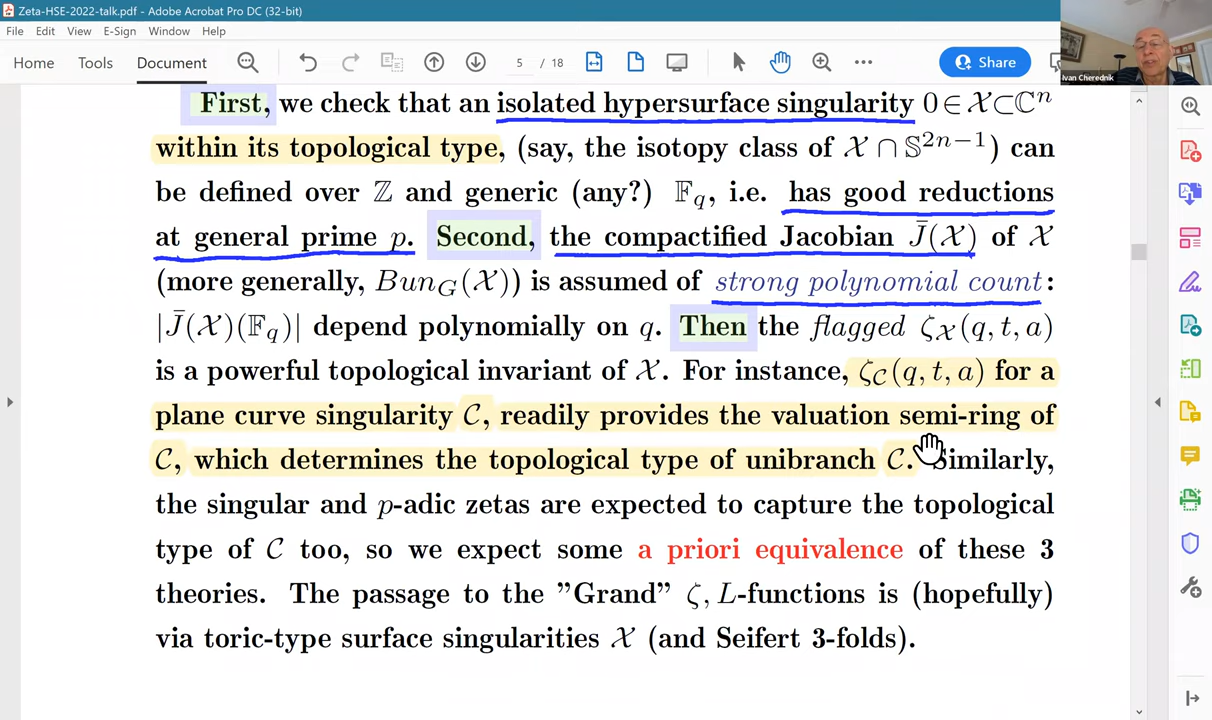 Zeta-HSE-2022-talk.pdf - Adobe Acrobat Pro DC (32-bit)
File Edit View E-Sign Window Help
Home Tools Document 5 / 18 Share
Ivan Cherednik
First, we check that an isolated hypersurface singularity 0∈𝒳⊂ℂⁿ
within its topological type, (say, the isotopy class of 𝒳 ∩ 𝕊²ⁿ⁻¹) can
be defined over ℤ and generic (any?) 𝔽_q, i.e. has good reductions
at general prime p. Second, the compactified Jacobian J̄(𝒳) of 𝒳
(more generally, Bun_G(𝒳)) is assumed of strong polynomial count:
|J̄(𝒳)(𝔽_q)| depend polynomially on q. Then the flagged ζ_𝒳(q, t, a)
is a powerful topological invariant of 𝒳. For instance, ζ_𝒞(q, t, a) for a
plane curve singularity 𝒞, readily provides the valuation semi-ring of
𝒞, which determines the topological type of unibranch 𝒞. Similarly,
the singular and p-adic zetas are expected to capture the topological
type of 𝒞 too, so we expect some a priori equivalence of these 3
theories. The passage to the ”Grand” ζ, L-functions is (hopefully)
via toric-type surface singularities 𝒳 (and Seifert 3-folds).